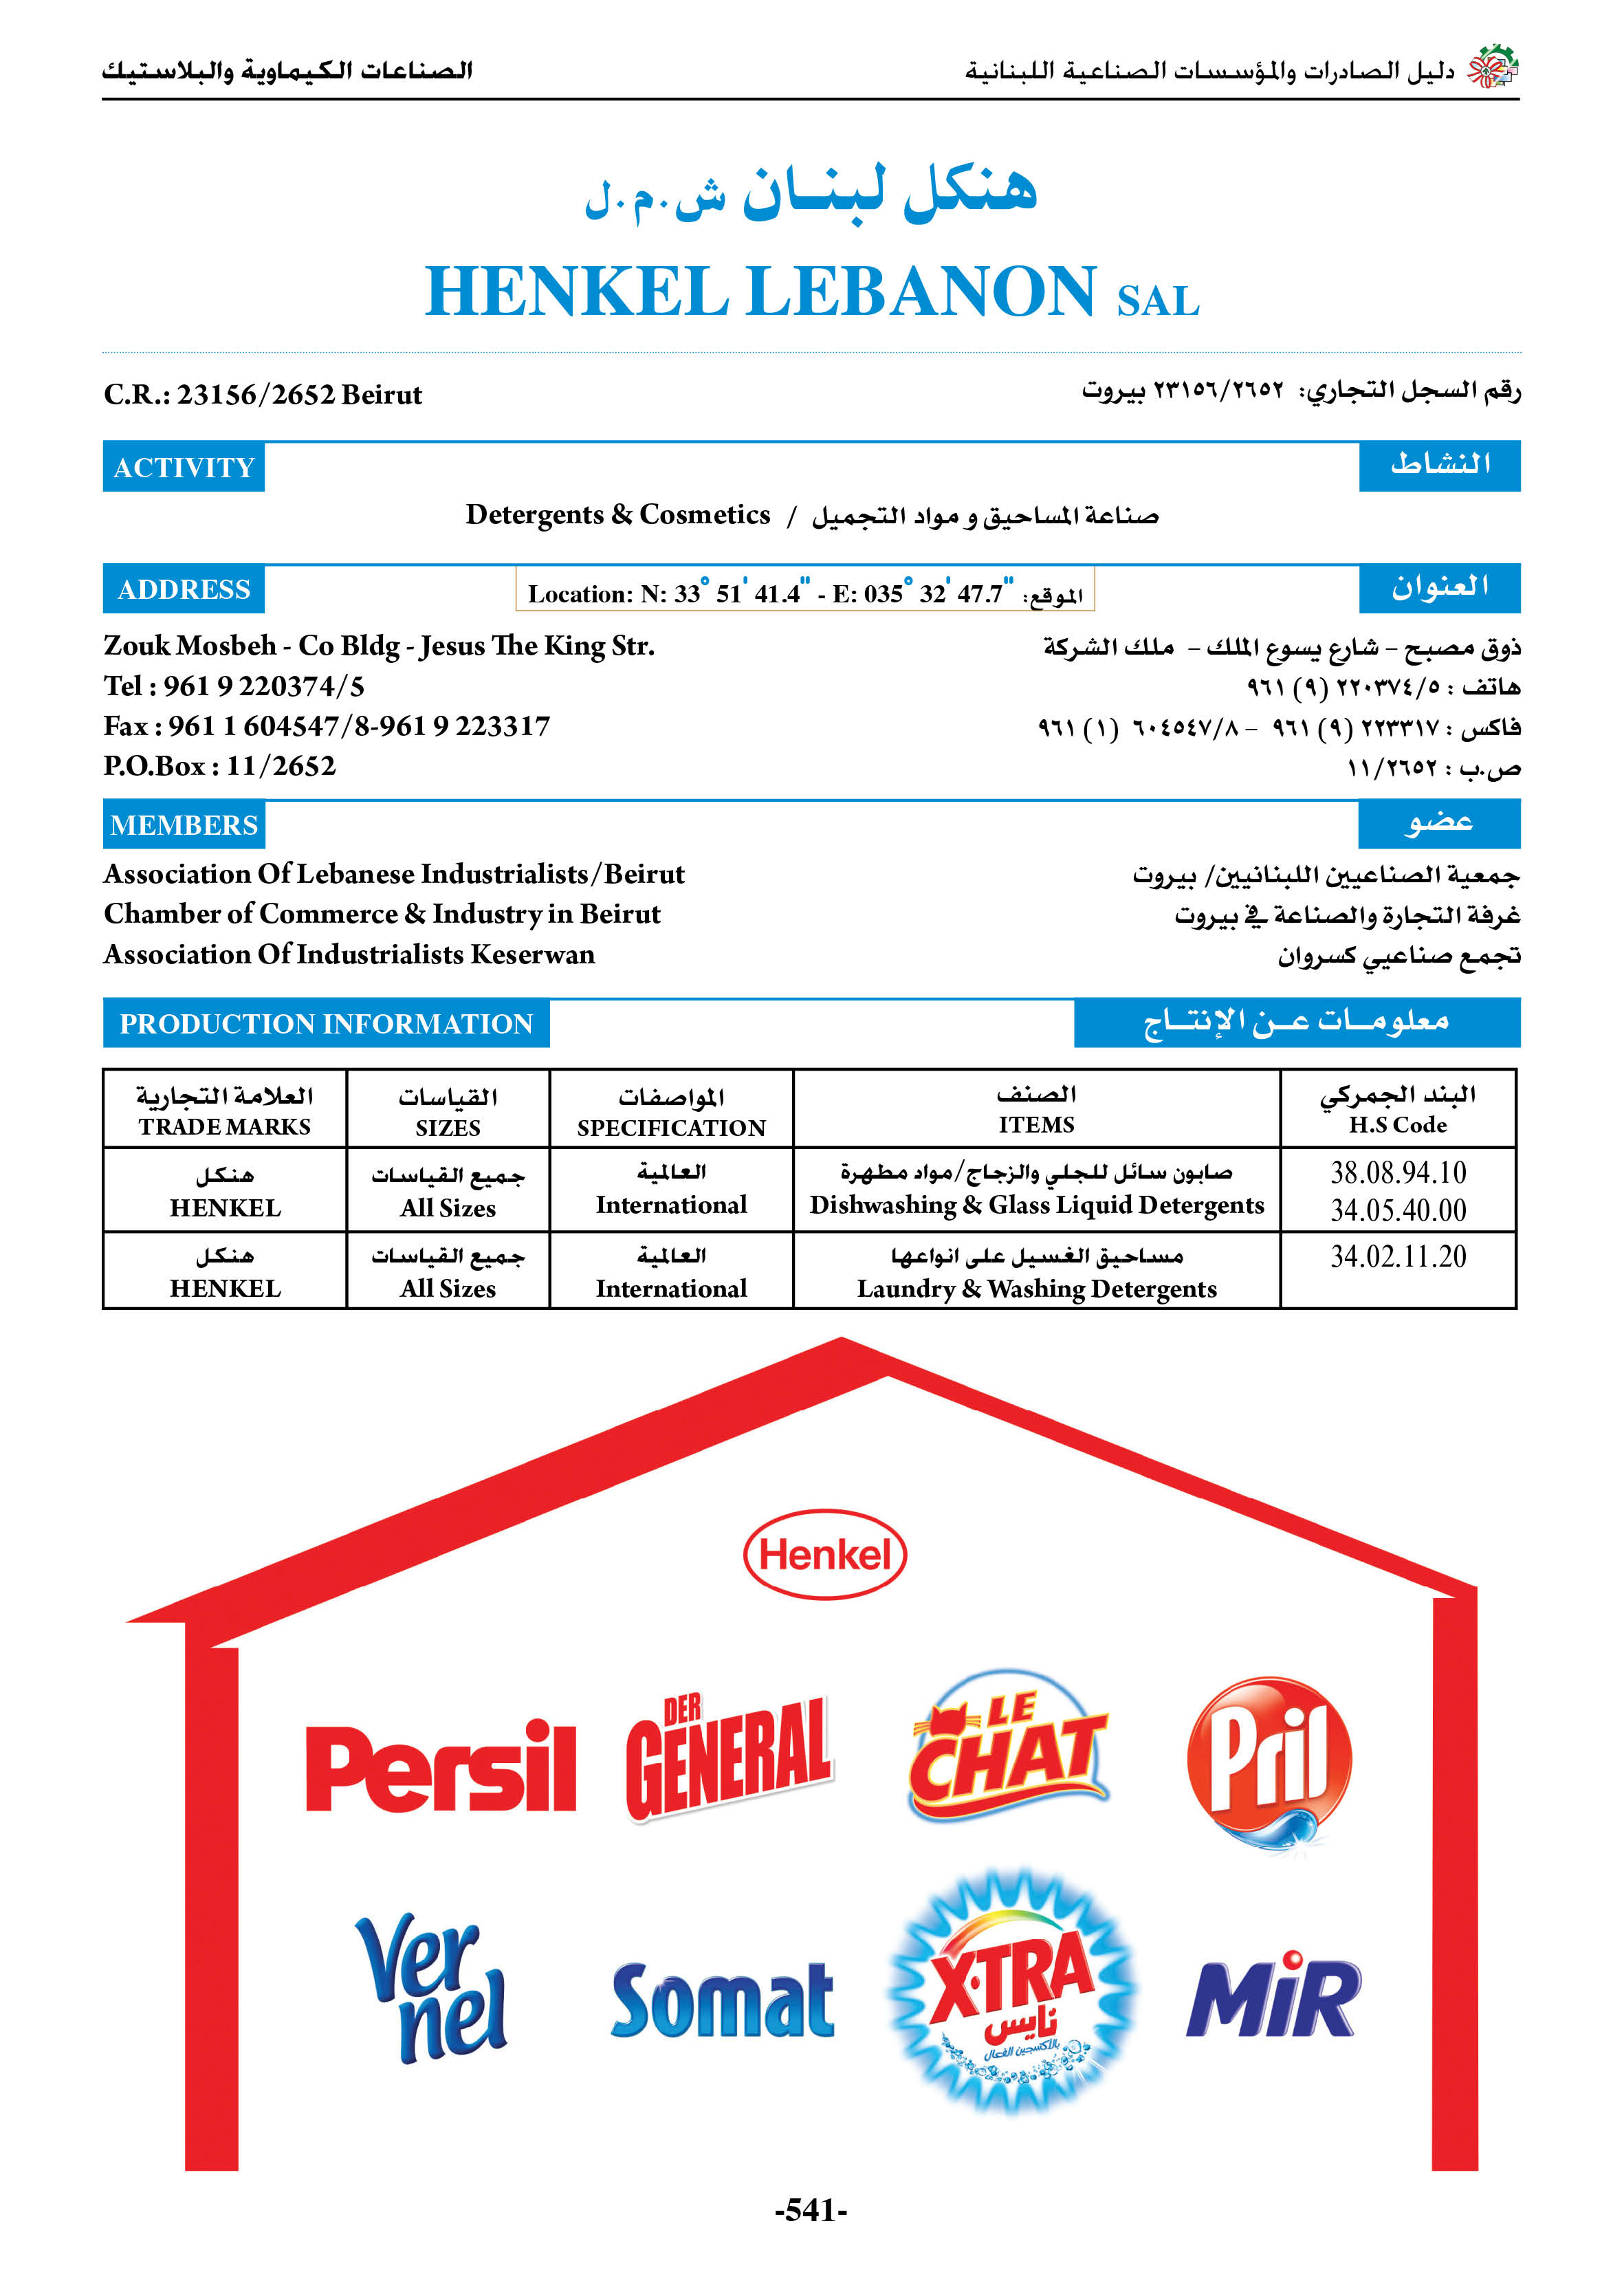 دليل الصادرات والمؤسسات الصناعية اللبنانية
الصناعات الكيماوية والبلاستيك
هنكل لبنــان ش.م.ل
HENKEL LEBANON SAL
C.R.: 23156/2652 Beirut
رقم السجل التجاري: ٢٣١٥٦/٢٦٥٢ بيروت
ACTIVITY
النشاط
Detergents & Cosmetics / صناعة المساحيق و مواد التجميل
ADDRESS
Location: N: 33° 51' 41.4" - E: 035° 32' 47.7" :الموقع
العنوان
Zouk Mosbeh - Co Bldg - Jesus The King Str.
ذوق مصبح – شارع يسوع الملك – ملك الشركة
Tel : 961 9 220374/5
هاتف : ٢٢٠٣٧٤/٥ (٩) ٩٦١
Fax : 961 1 604547/8-961 9 223317
فاكس : ٢٢٣٣١٧ (٩) ٩٦١ – ٦٠٤٥٤٧/٨ (١) ٩٦١
P.O.Box : 11/2652
ص.ب : ١١/٢٦٥٢
MEMBERS
عضو
Association Of Lebanese Industrialists/Beirut
جمعية الصناعيين اللبنانيين/ بيروت
Chamber of Commerce & Industry in Beirut
غرفة التجارة والصناعة في بيروت
Association Of Industrialists Keserwan
تجمع صناعيي كسروان
PRODUCTION INFORMATION
معلومــات عــن الإنتــاج
العلامة التجارية القياسات المواصفات الصنف البند الجمركي
TRADE MARKS SIZES SPECIFICATION ITEMS H.S Code
هنكل جميع القياسات العالمية صابون سائل للجلي والزجاج/مواد مطهرة 38.08.94.10
HENKEL All Sizes International Dishwashing & Glass Liquid Detergents 34.05.40.00
هنكل جميع القياسات العالمية مساحيق الغسيل على انواعها 34.02.11.20
HENKEL All Sizes International Laundry & Washing Detergents
Henkel
Persil
DER
GENERAL
LE
CHAT
Pril
Ver
nel
Somat
X•TRA
نايس
بالأكسجين الفعال
MiR
-541-